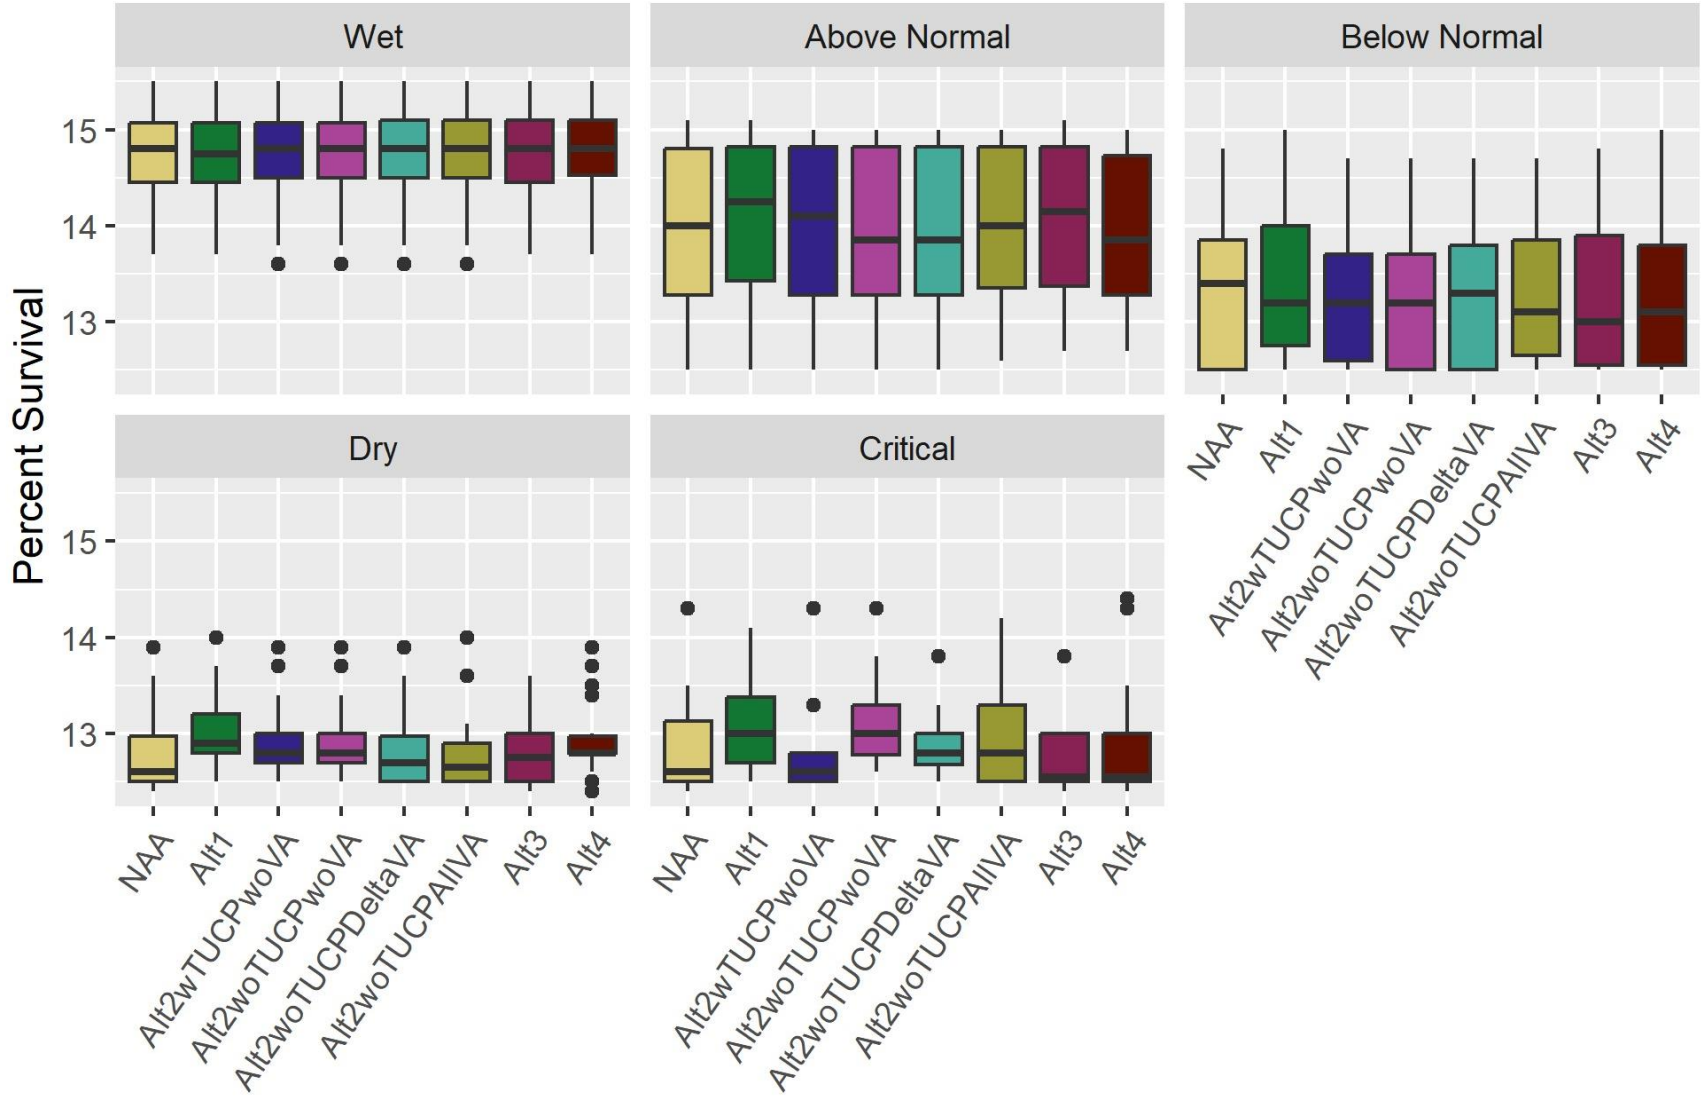 Wet
Above Normal
Below Normal
Percent Survival
15
14
13
NAA
Alt1
Alt2wTUCPwoVA
Alt2woTUCPwoVA
Alt2woTUCPDeltaVA
Alt2woTUCPAllVA
Alt3
Alt4
Dry
Critical
15
14
13
NAA
Alt1
Alt2wTUCPwoVA
Alt2woTUCPwoVA
Alt2woTUCPDeltaVA
Alt2woTUCPAllVA
Alt3
Alt4
NAA
Alt1
Alt2wTUCPwoVA
Alt2woTUCPwoVA
Alt2woTUCPDeltaVA
Alt2woTUCPAllVA
Alt3
Alt4